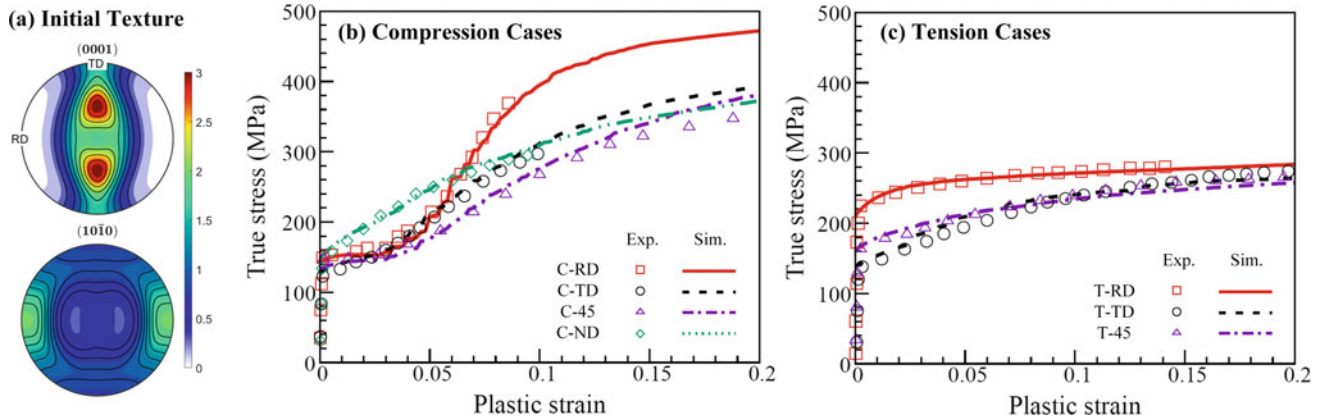 (a) Initial Texture
(0001)
TD
RD
3
2.5
2
1.5
1
0.5
0
(101̄0)
(b) Compression Cases
True stress (MPa)
500
400
300
200
100
0
Exp. Sim.
C-RD
C-TD
C-45
C-ND
0 0.05 0.1 0.15 0.2
Plastic strain
(c) Tension Cases
True stress (MPa)
500
400
300
200
100
0
Exp. Sim.
T-RD
T-TD
T-45
0 0.05 0.1 0.15 0.2
Plastic strain